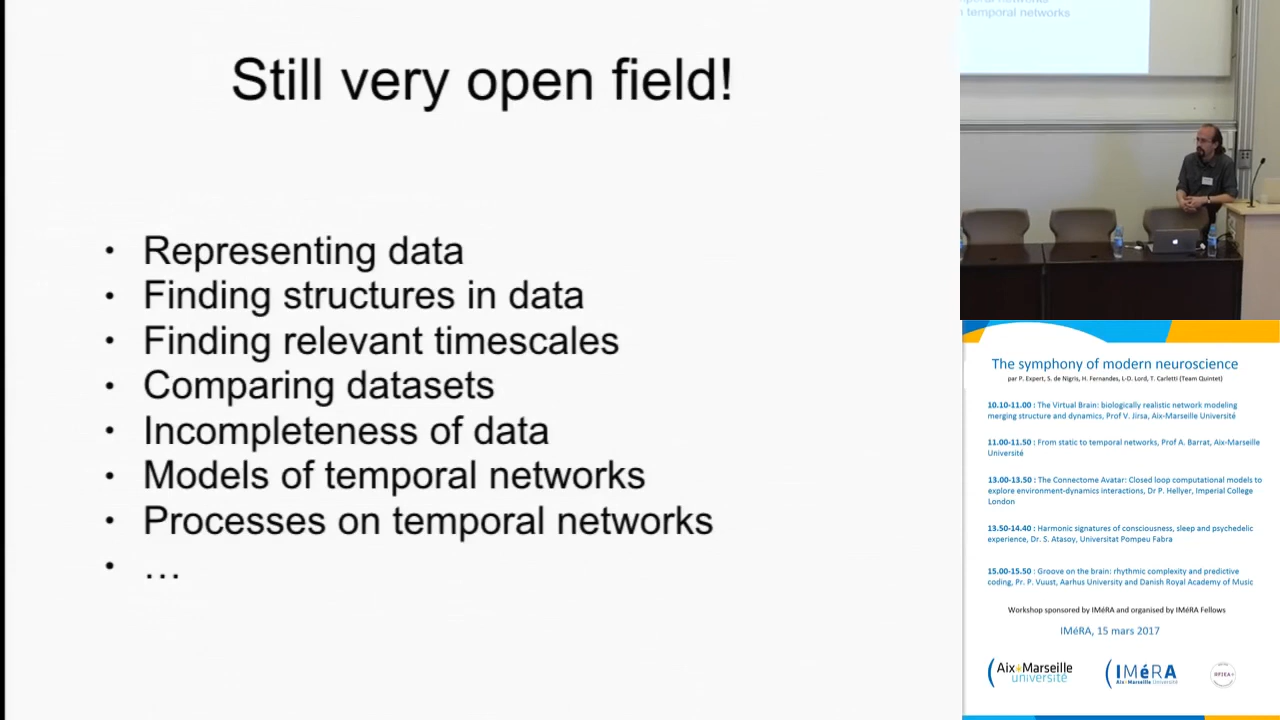 Still very open field!
• Representing data
• Finding structures in data
• Finding relevant timescales
• Comparing datasets
• Incompleteness of data
• Models of temporal networks
• Processes on temporal networks
• …
temporal networks
The symphony of modern neuroscience
par P. Expert, S. de Nigris, H. Fernandes, L-D. Lord, T. Carletti (Team Quintet)
10.10-11.00 : The Virtual Brain: biologically realistic network modeling
merging structure and dynamics, Prof V. Jirsa, Aix-Marseille Université
11.00-11.50 : From static to temporal networks, Prof A. Barrat, Aix-Marseille
Université
13.00-13.50 : The Connectome Avatar: Closed loop computational models to
explore environment-dynamics interactions, Dr P. Hellyer, Imperial College
London
13.50-14.40 : Harmonic signatures of consciousness, sleep and psychedelic
experience, Dr. S. Atasoy, Universitat Pompeu Fabra
15.00-15.50 : Groove on the brain: rhythmic complexity and predictive
coding, Pr. P. Vuust, Aarhus University and Danish Royal Academy of Music
Workshop sponsored by IMéRA and organised by IMéRA Fellows
IMéRA, 15 mars 2017
Aix Marseille
université
IMéRA
Aix Marseille Université